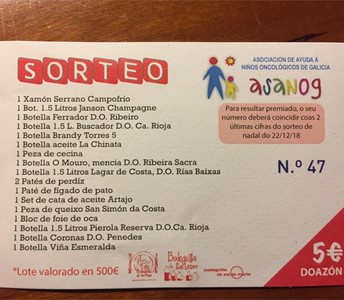 SORTEO
1 Xamón Serrano Campofrio
1 Bot. 1.5 Litros Janson Champagne
1 Botella Ferrador D.O. Ribeiro
1 Botella 1.5 L. Buscador D.O. Ca. Rioja
1 Botella Brandy Torres 5
1 Botella aceite La Chinata
1 Peza de cecina
1 Botella O Mouro, mencia D.O. Ribeira Sacra
1 Botella 1.5 Litros Lagar de Costa, D.O. Rías Baixas
2 Patés de perdíz
1 Paté de fígado de pato
1 Set de cata de aceite Artajo
1 Peza de queixo San Simón da Costa
1 Bloc de foie de oca
1 Botella 1.5 Litros Pierola Reserva D.O.Ca. Rioja
1 Botella Coronas D.O. Penedes
1 Botella Viña Esmeralda
*Lote valorado en 500€
ASOCIACION DE AYUDA A
NIÑOS ONCOLÓGICOS DE GALICIA
asanog
Para resultar premiado, o seu
número deberá coincidir coas 2
últimas cifras do sorteo de
nadal do 22/12/18
N.º 47
5€
DOAZÓN